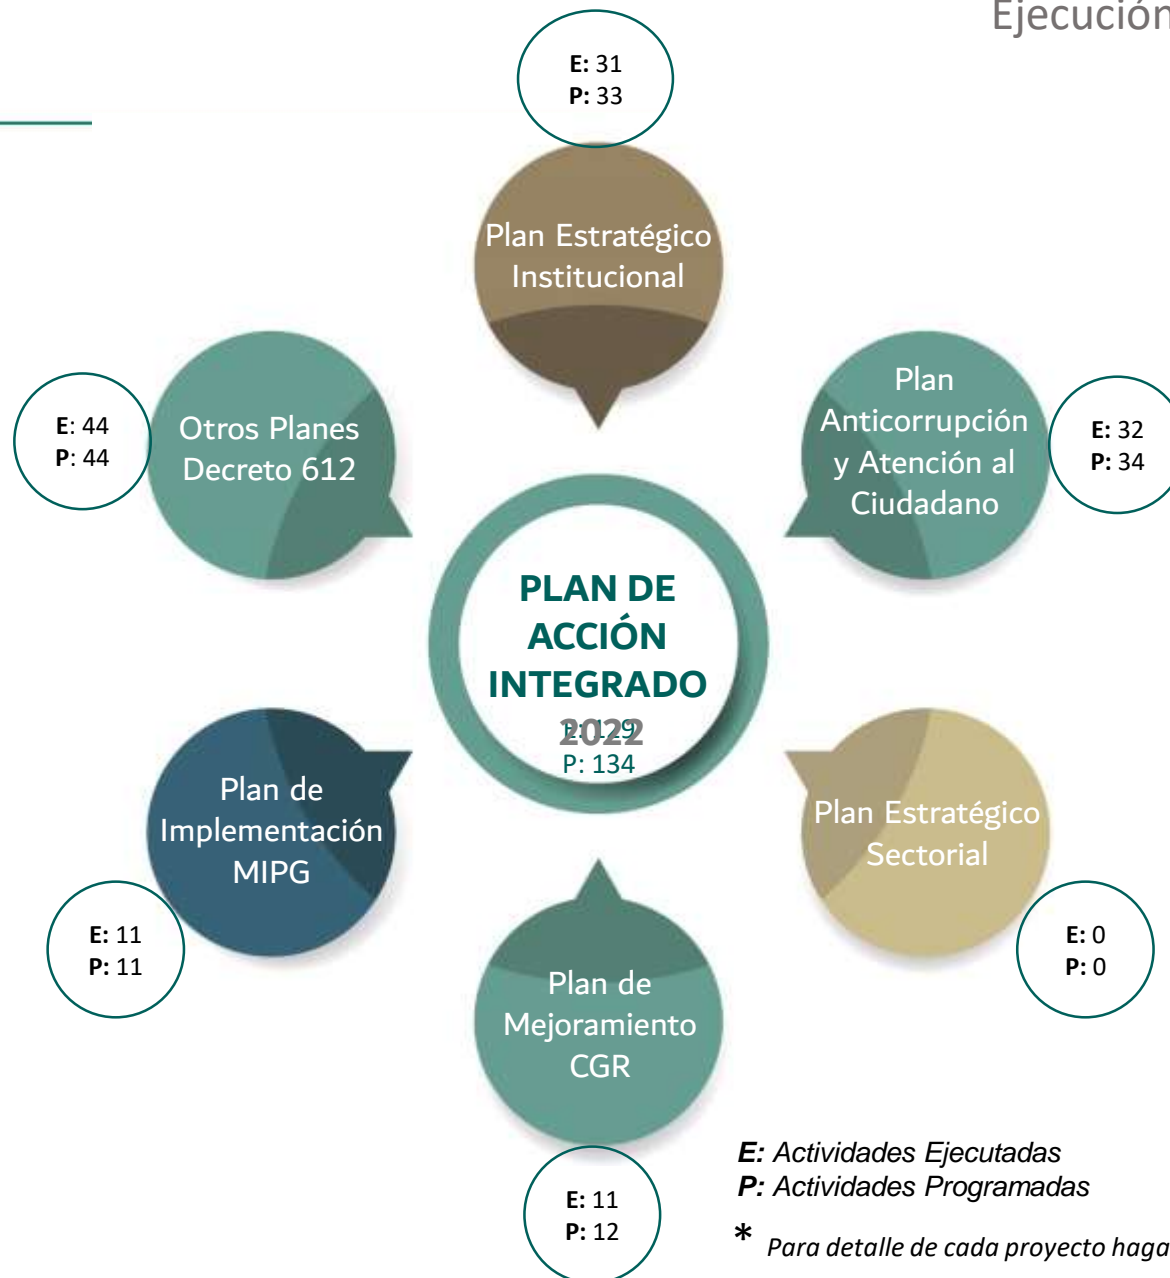 Ejecución
E: 31
P: 33
Plan Estratégico
Institucional
Plan
Anticorrupción
y Atención al
Ciudadano
E: 32
P: 34
E: 44
P: 44
Otros Planes
Decreto 612
PLAN DE
ACCIÓN
INTEGRADO
2022
E: 129
P: 134
Plan de
Implementación
MIPG
E: 11
P: 11
Plan Estratégico
Sectorial
E: 0
P: 0
Plan de
Mejoramiento
CGR
E: 11
P: 12
E: Actividades Ejecutadas
P: Actividades Programadas
* Para detalle de cada proyecto haga